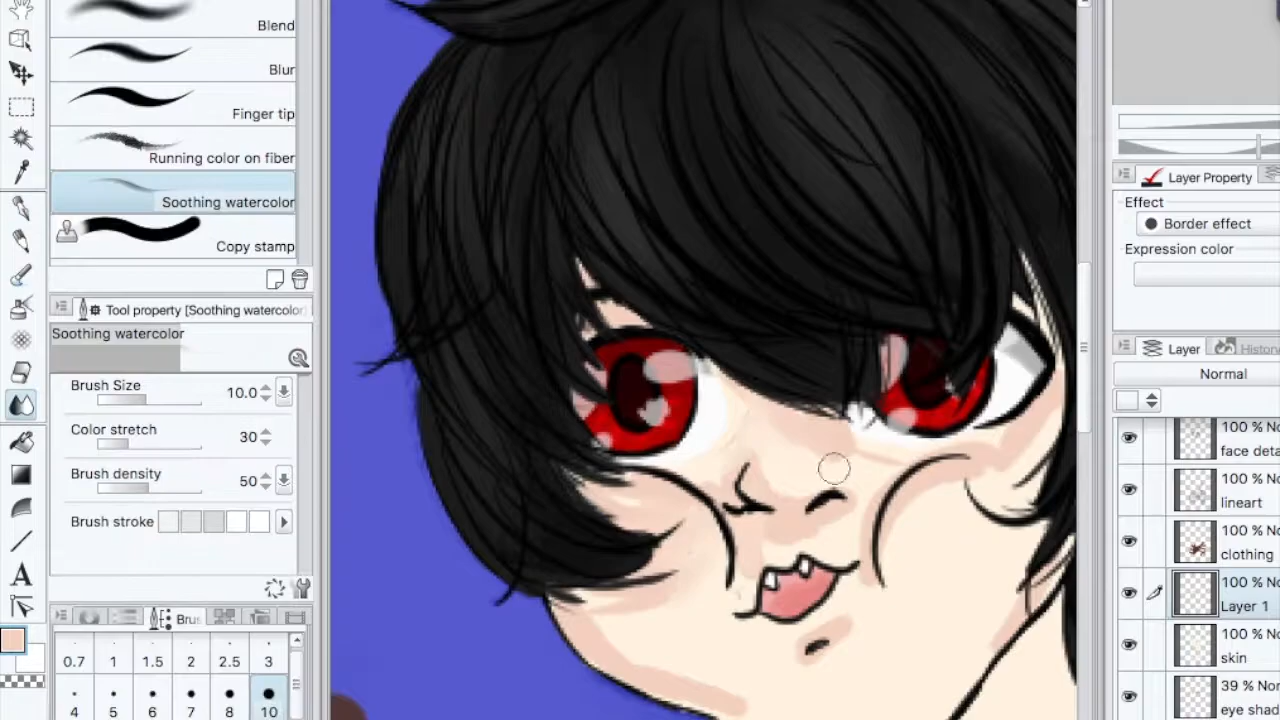 Blend
Blur
Finger tip
Running color on fiber
Soothing watercolor
Copy stamp
Tool property [Soothing watercolor
Soothing watercolor
Brush Size
10.0
Color stretch
30
Brush density
50
Brush stroke
Brus
0.7 1 1.5 2 2.5 3
4 5 6 7 8 10
A
Layer Property
Effect
Border effect
Expression color
Layer
Histor
Normal
100 % No
face deta
100 % No
lineart
100 % No
clothing
100 % No
Layer 1
100 % No
skin
39 % Nor
eye shad